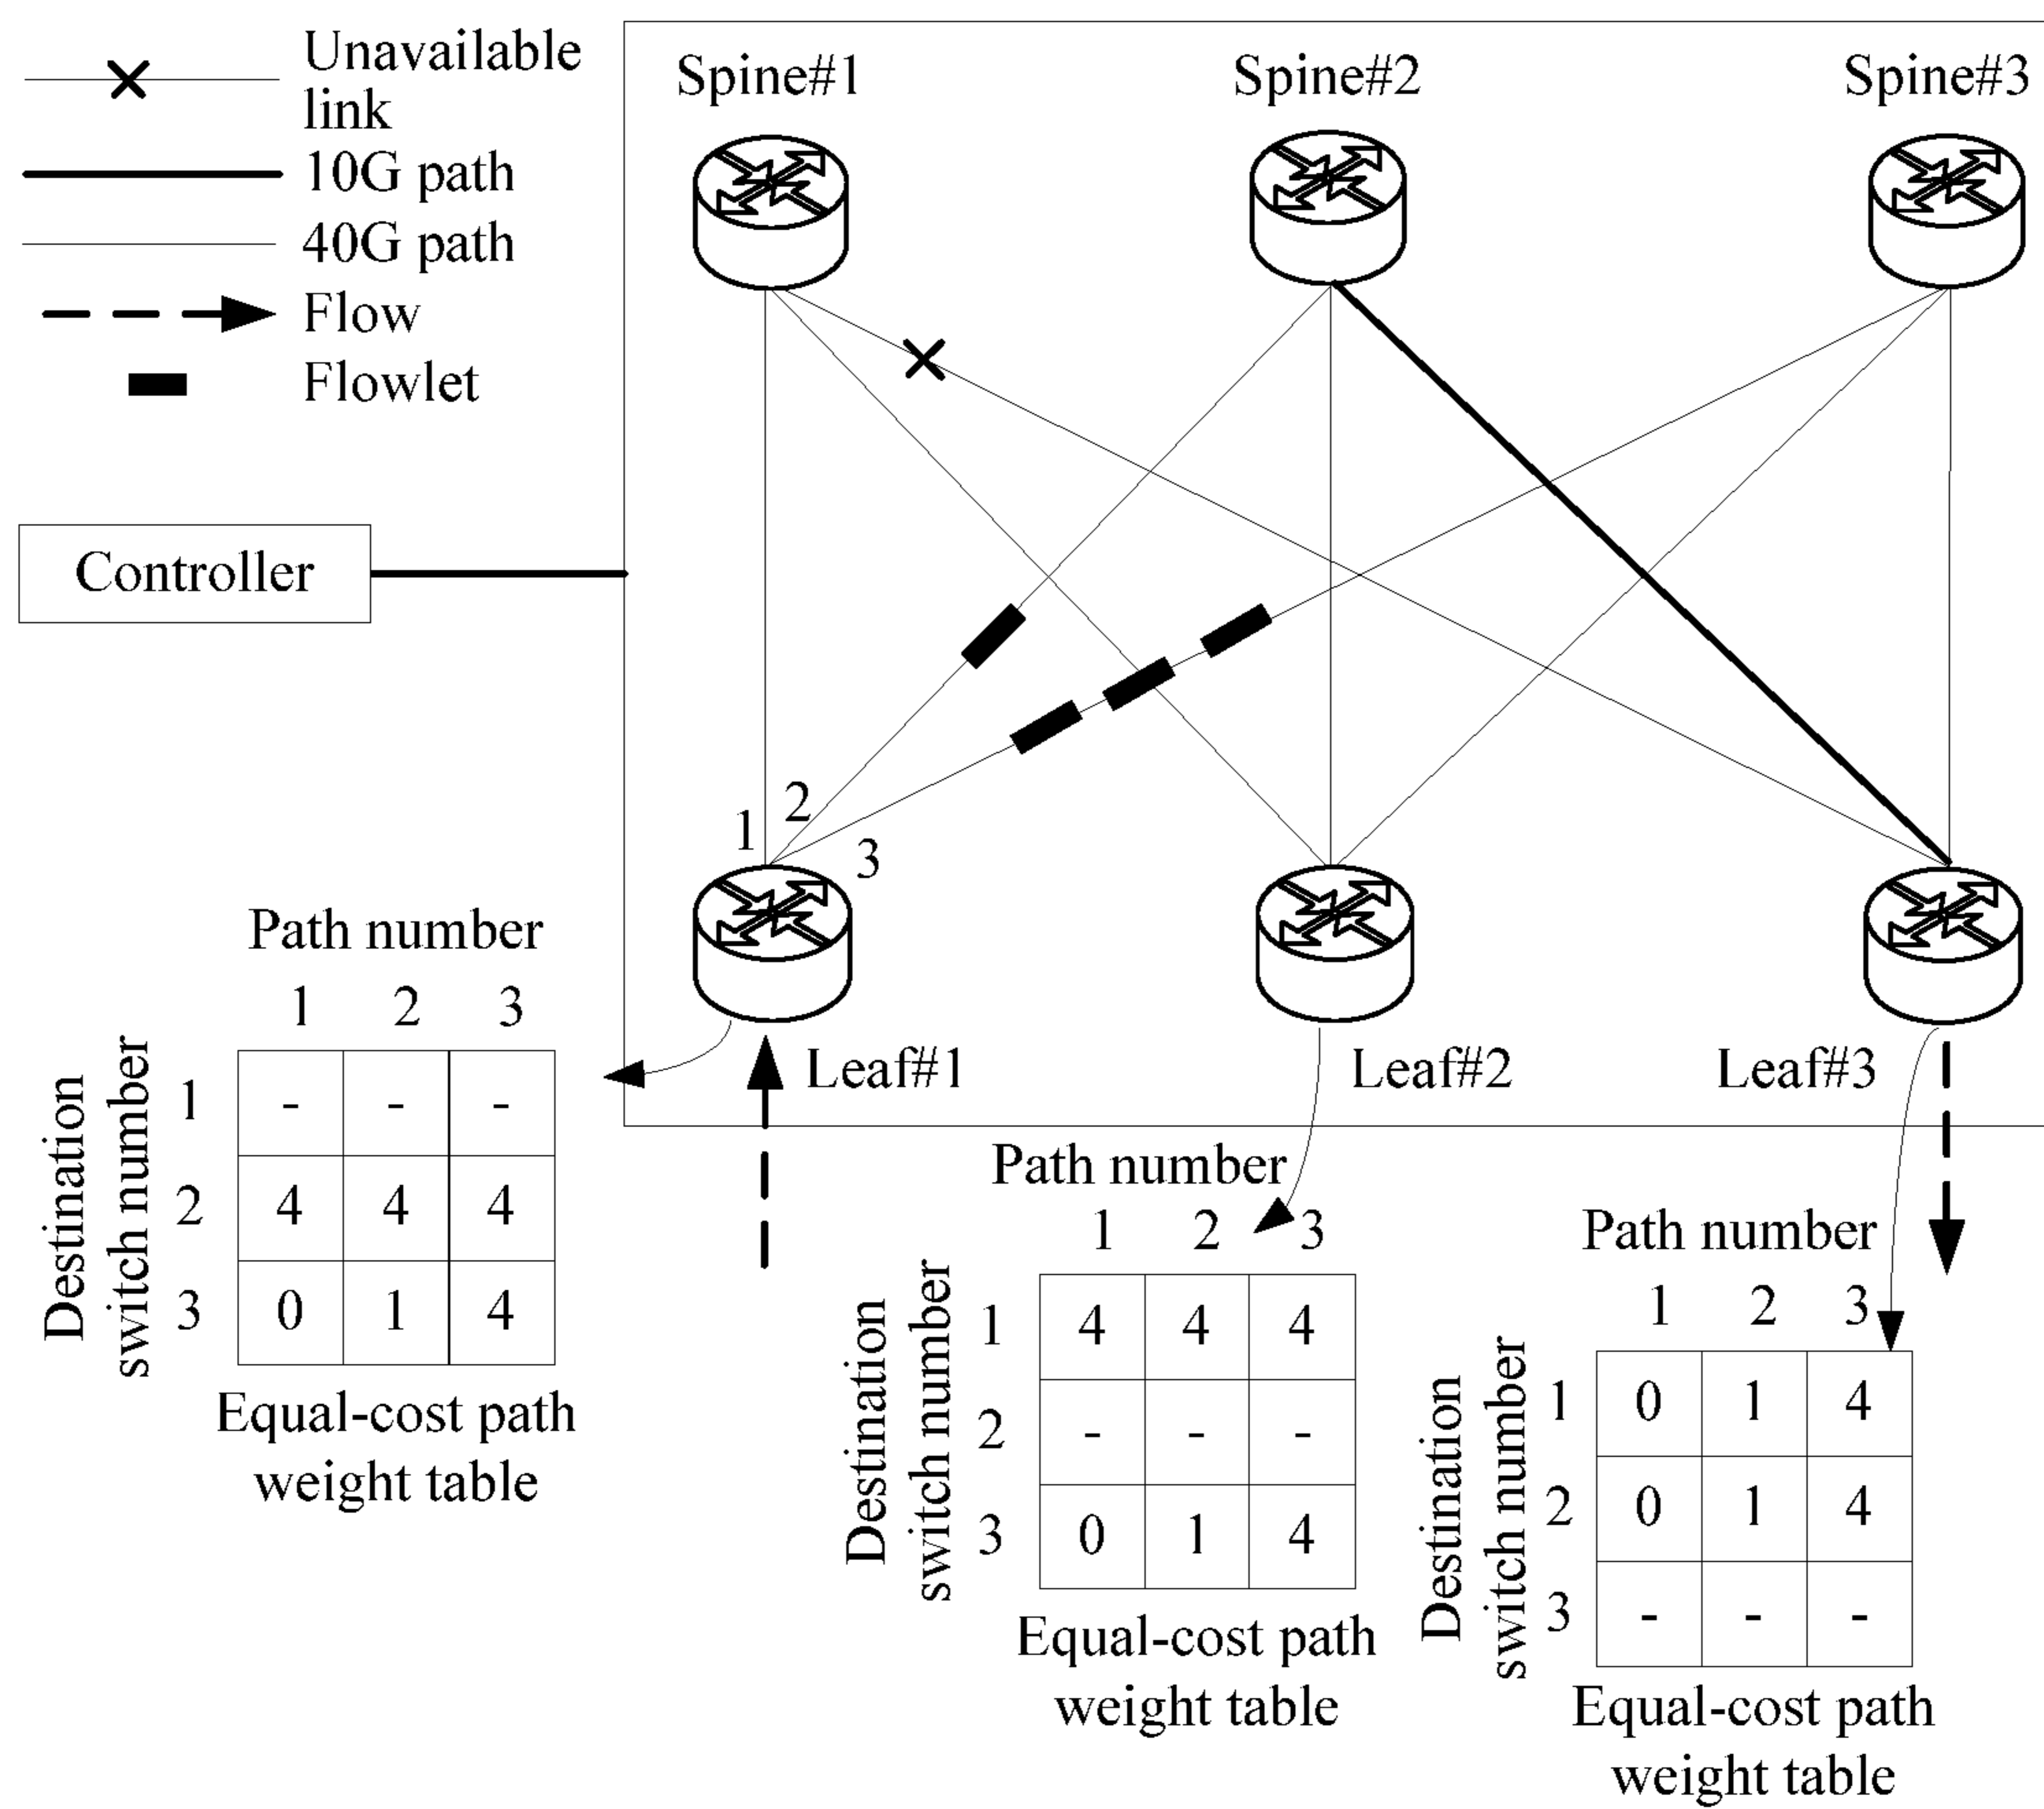 Unavailable
link
10G path
40G path
Flow
Flowlet
Spine#1
Spine#2
Spine#3
Controller
1
2
3
Leaf#1
Leaf#2
Leaf#3
Path number
1 2 3
Destination
switch number
1 - - -
2 4 4 4
3 0 1 4
Equal-cost path
weight table
Path number
1 2 3
Destination
switch number
1 4 4 4
2 - - -
3 0 1 4
Equal-cost path
weight table
Path number
1 2 3
Destination
switch number
1 0 1 4
2 0 1 4
3 - - -
Equal-cost path
weight table